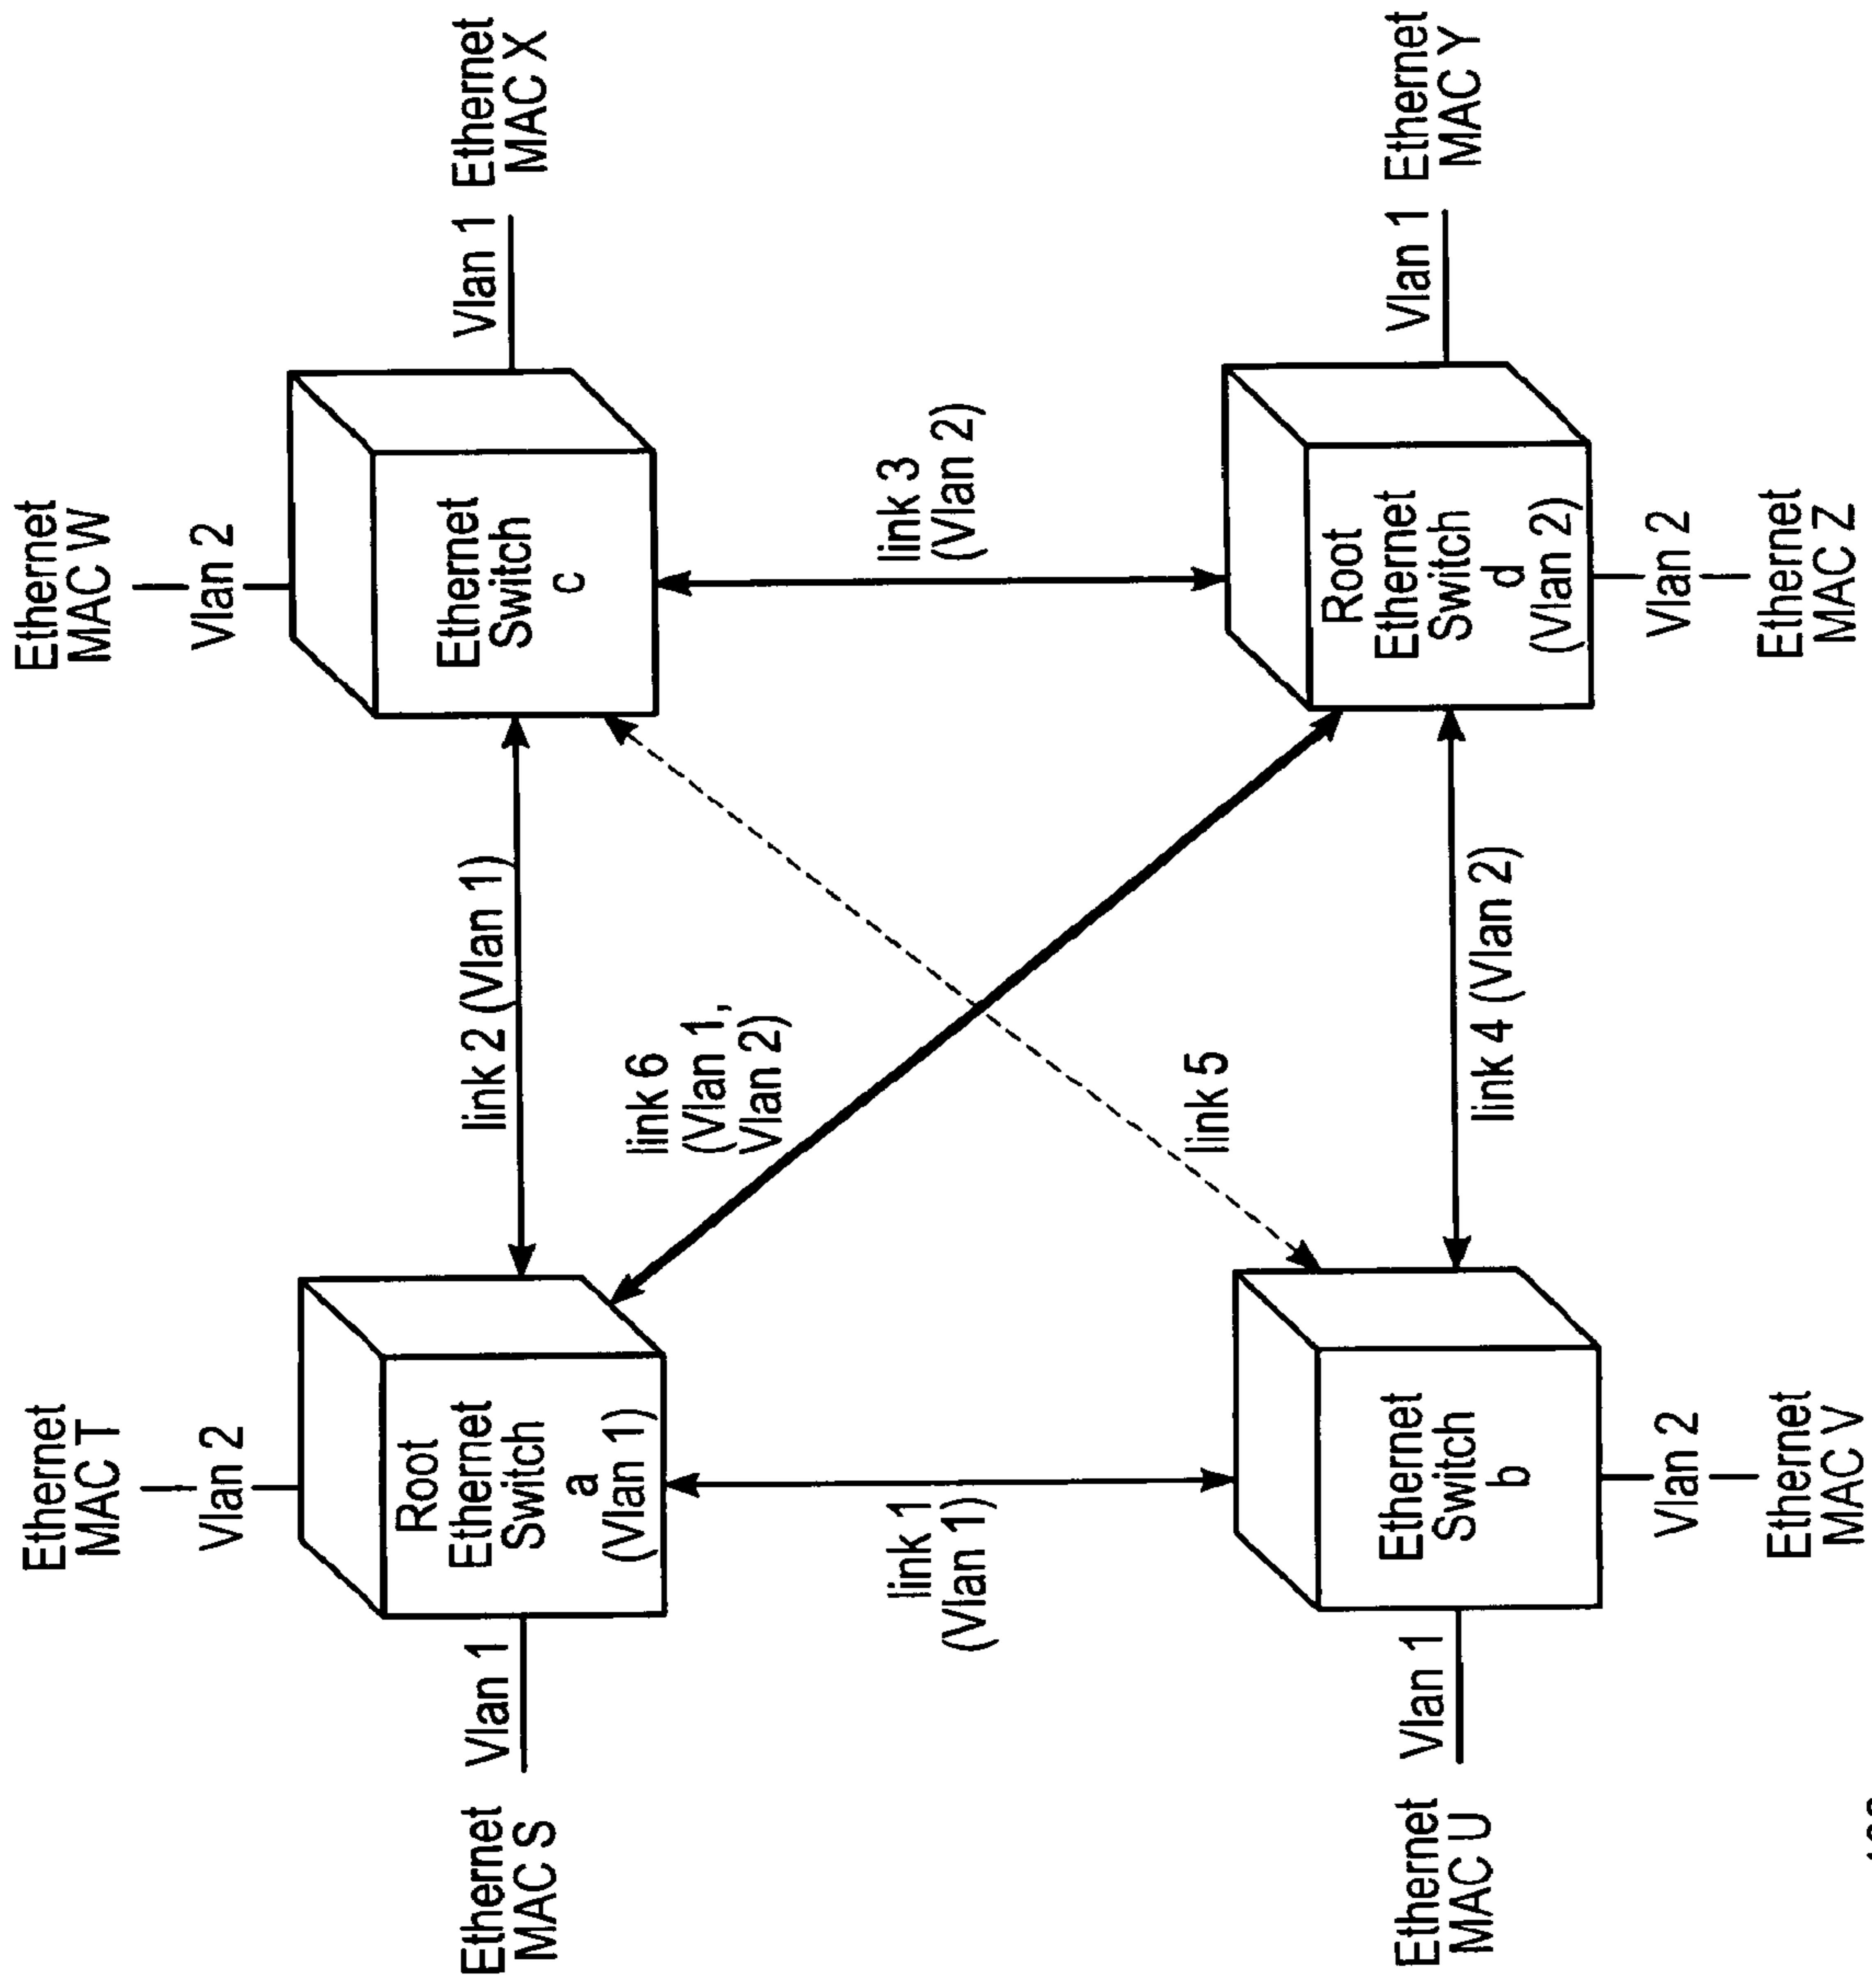 Ethernet
MAC T
Ethernet
MAC W
Vlan 2
Vlan 2
Ethernet
MAC S
Vlan 1
Root
Ethernet
Switch
a
(Vlan 1)
link 2 (Vlan 1)
Ethernet
Switch
c
Vlan 1
Ethernet
MAC X
link 6
(Vlan 1,
Vlan 2)
link 1
(Vlan 1)
link 3
(Vlan 2)
link 5
Ethernet
MAC U
Vlan 1
Ethernet
Switch
b
link 4 (Vlan 2)
Root
Ethernet
Switch
d
(Vlan 2)
Vlan 1
Ethernet
MAC Y
Vlan 2
Vlan 2
Ethernet
MAC V
Ethernet
MAC Z